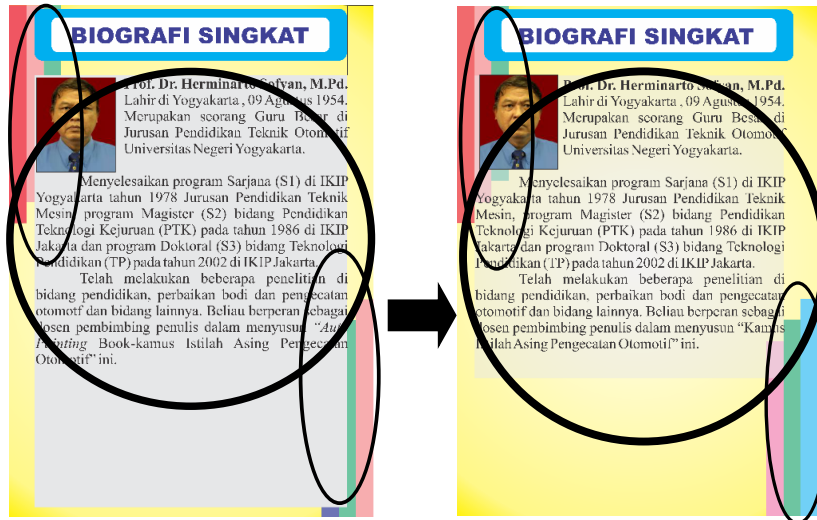 BIOGRAFI SINGKAT
Prof. Dr. Herminarto Sofyan, M.Pd.
Lahir di Yogyakarta , 09 Agustus 1954.
Merupakan seorang Guru Besar di
Jurusan Pendidikan Teknik Otomotif
Universitas Negeri Yogyakarta.
Menyelesaikan program Sarjana (S1) di IKIP
Yogyakarta tahun 1978 Jurusan Pendidikan Teknik
Mesin, program Magister (S2) bidang Pendidikan
Teknologi Kejuruan (PTK) pada tahun 1986 di IKIP
Jakarta dan program Doktoral (S3) bidang Teknologi
Pendidikan (TP) pada tahun 2002 di IKIP Jakarta.
Telah melakukan beberapa penelitian di
bidang pendidikan, perbaikan bodi dan pengecatan
otomotf dan bidang lainnya. Beliau berperan sebagai
dosen pembimbing penulis dalam menyusun “Auto
Painting Book-kamus Istilah Asing Pengecatan
Otomotif” ini.
BIOGRAFI SINGKAT
Prof. Dr. Herminarto Sofyan, M.Pd.
Lahir di Yogyakarta , 09 Agustus 1954.
Merupakan seorang Guru Besar di
Jurusan Pendidikan Teknik Otomotif
Universitas Negeri Yogyakarta.
Menyelesaikan program Sarjana (S1) di IKIP
Yogyakarta tahun 1978 Jurusan Pendidikan Teknik
Mesin, program Magister (S2) bidang Pendidikan
Teknologi Kejuruan (PTK) pada tahun 1986 di IKIP
Jakarta dan program Doktoral (S3) bidang Teknologi
Pendidikan (TP) pada tahun 2002 di IKIP Jakarta.
Telah melakukan beberapa penelitian di
bidang pendidikan, perbaikan bodi dan pengecatan
otomotif dan bidang lainnya. Beliau berperan sebagai
dosen pembimbing penulis dalam menyusun “Kamus
Istilah Asing Pengecatan Otomotif” ini.